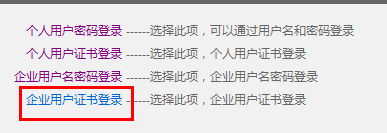 个人用户密码登录 ------选择此项，可以通过用户名和密码登录
个人用户证书登录 ------选择此项，个人用户证书登录
企业用户名密码登录 ------选择此项，企业用户名密码登录
企业用户证书登录 ------选择此项，企业用户证书登录